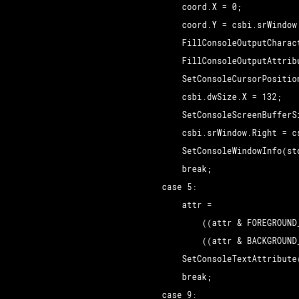 coord.X = 0;
coord.Y = csbi.srWindow
FillConsoleOutputCharact
FillConsoleOutputAttribu
SetConsoleCursorPosition
csbi.dwSize.X = 132;
SetConsoleScreenBufferSi
csbi.srWindow.Right = cs
SetConsoleWindowInfo(std
break;
case 5:
attr =
((attr & FOREGROUND_
((attr & BACKGROUND_
SetConsoleTextAttribute(
break;
case 9: